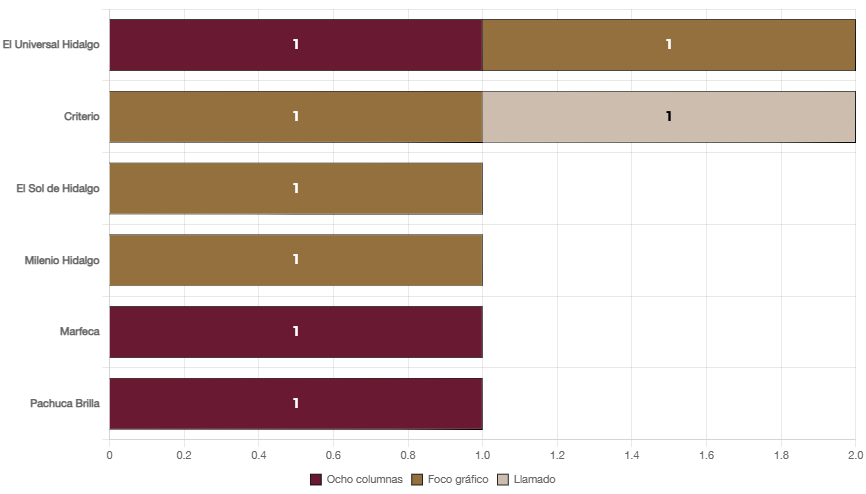 El Universal Hidalgo 1 1
Criterio 1 1
El Sol de Hidalgo 1
Milenio Hidalgo 1
Marfeca 1
Pachuca Brilla 1
0 0.2 0.4 0.6 0.8 1.0 1.2 1.4 1.6 1.8 2.0
Ocho columnas Foco gráfico Llamado